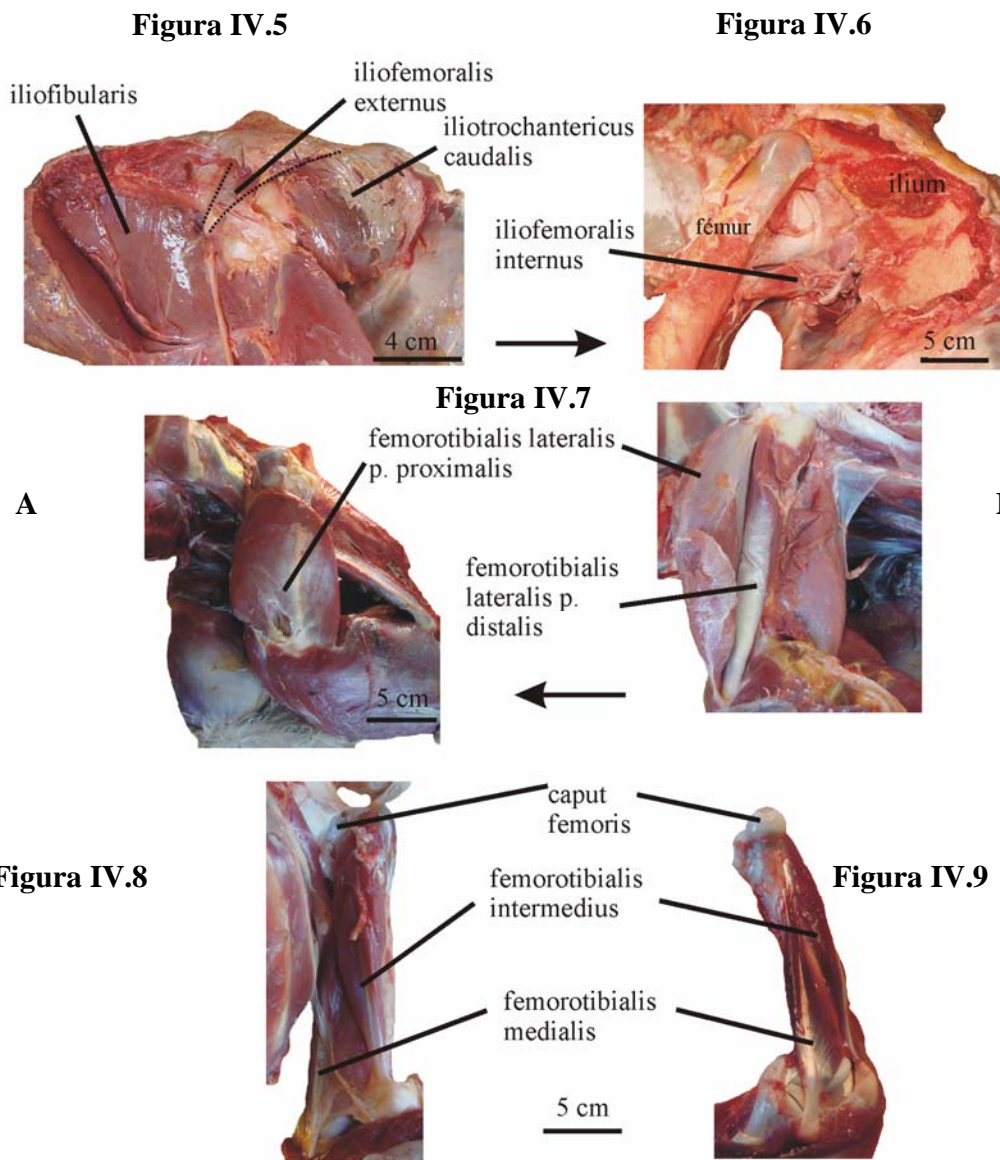 Figura IV.5
Figura IV.6
iliofibularis
iliofemoralis
externus
iliotrochantericus
caudalis
ilium
fémur
iliofemoralis
internus
4 cm
5 cm
Figura IV.7
femorotibialis lateralis
p. proximalis
A
femorotibialis
lateralis p.
distalis
5 cm
caput
femoris
Figura IV.8
femorotibialis
intermedius
Figura IV.9
femorotibialis
medialis
5 cm